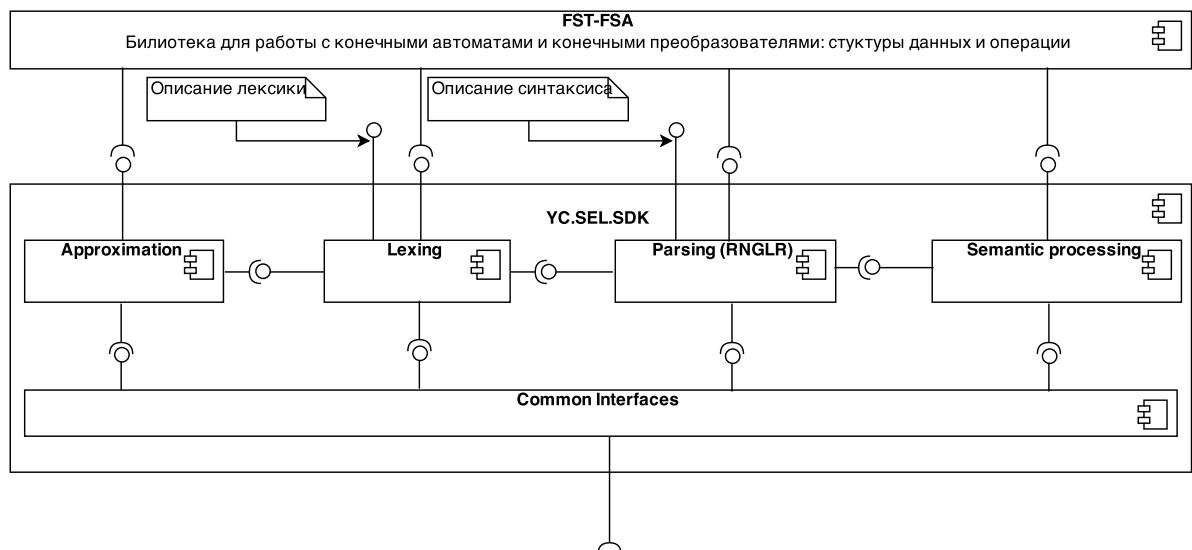 FST-FSA
Билиотека для работы с конечными автоматами и конечными преобразователями: стуктуры данных и операции
Описание лексики
Описание синтаксиса
YC.SEL.SDK
Approximation
Lexing
Parsing (RNGLR)
Semantic processing
Common Interfaces